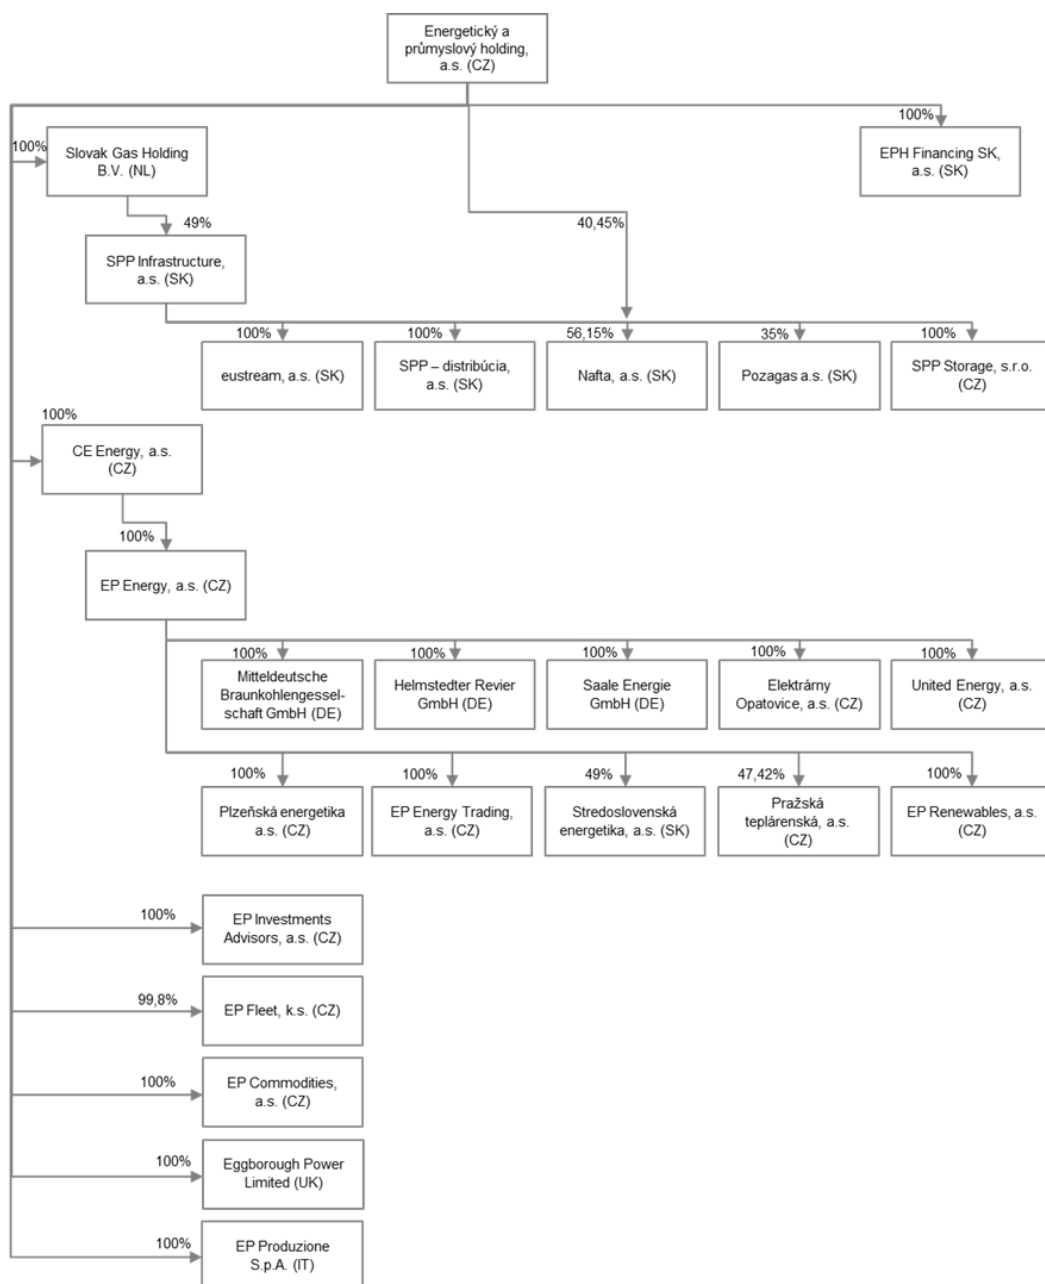 Energetický a
průmyslový holding,
a.s. (CZ)
100%
Slovak Gas Holding
B.V. (NL)
100%
EPH Financing SK,
a.s. (SK)
49%
40,45%
SPP Infrastructure,
a.s. (SK)
100%
eustream, a.s. (SK)
100%
SPP – distribúcia,
a.s. (SK)
56,15%
Nafta, a.s. (SK)
35%
Pozagas a.s. (SK)
100%
SPP Storage, s.r.o.
(CZ)
100%
CE Energy, a.s.
(CZ)
100%
EP Energy, a.s. (CZ)
100%
Mitteldeutsche
Braunkohlengessel-
schaft GmbH (DE)
100%
Helmstedter Revier
GmbH (DE)
100%
Saale Energie
GmbH (DE)
100%
Elektrárny
Opatovice, a.s. (CZ)
100%
United Energy, a.s.
(CZ)
100%
Plzeňská energetika
a.s. (CZ)
100%
EP Energy Trading,
a.s. (CZ)
49%
Stredoslovenská
energetika, a.s. (SK)
47,42%
Pražská
teplárenská, a.s.
(CZ)
100%
EP Renewables, a.s.
(CZ)
100%
EP Investments
Advisors, a.s. (CZ)
99,8%
EP Fleet, k.s. (CZ)
100%
EP Commodities,
a.s. (CZ)
100%
Eggborough Power
Limited (UK)
100%
EP Produzione
S.p.A. (IT)